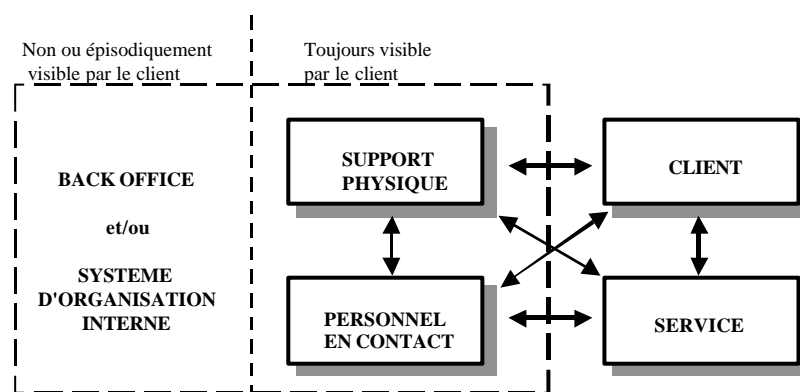 Non ou épisodiquement
visible par le client
Toujours visible
par le client
BACK OFFICE
et/ou
SYSTEME
D'ORGANISATION
INTERNE
SUPPORT
PHYSIQUE
CLIENT
PERSONNEL
EN CONTACT
SERVICE